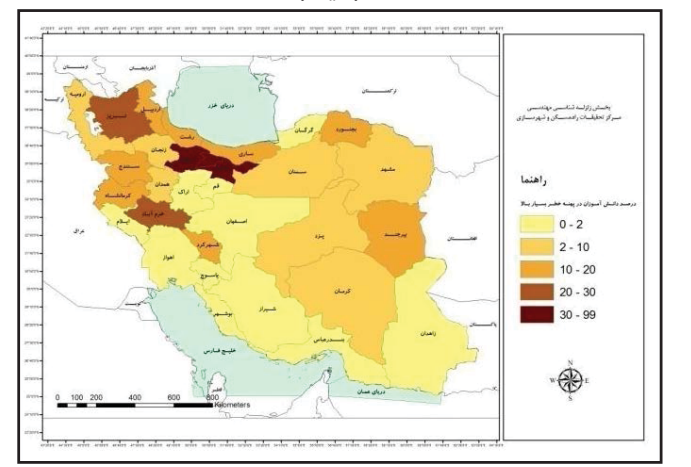 بخش زلزله شناسی مهندسی
مرکز تحقیقات راه، مسکن و شهرسازی
راهنما
درصد دانش آموزان در پهنه خطر بسیار بالا
0 - 2
2 - 10
10 - 20
20 - 30
30 - 99
N
W E
S
ارمنستان
آذربایجان
ترکیه
ترکمنستان
دریای خزر
ارومیه
تبریز
اردبیل
رشت
گرگان
بجنورد
زنجان
ساری
سمنان
مشهد
سنندج
همدان
قم
اراک
کرمانشاه
خرم آباد
ایلام
اصفهان
یزد
بیرجند
افغانستان
عراق
شهرکرد
اهواز
یاسوج
کرمان
کویت
بوشهر
شیراز
زاهدان
پاکستان
بندرعباس
خلیج فارس
قطر
دریای عمان
0 100 200 400 600 800
Kilometers